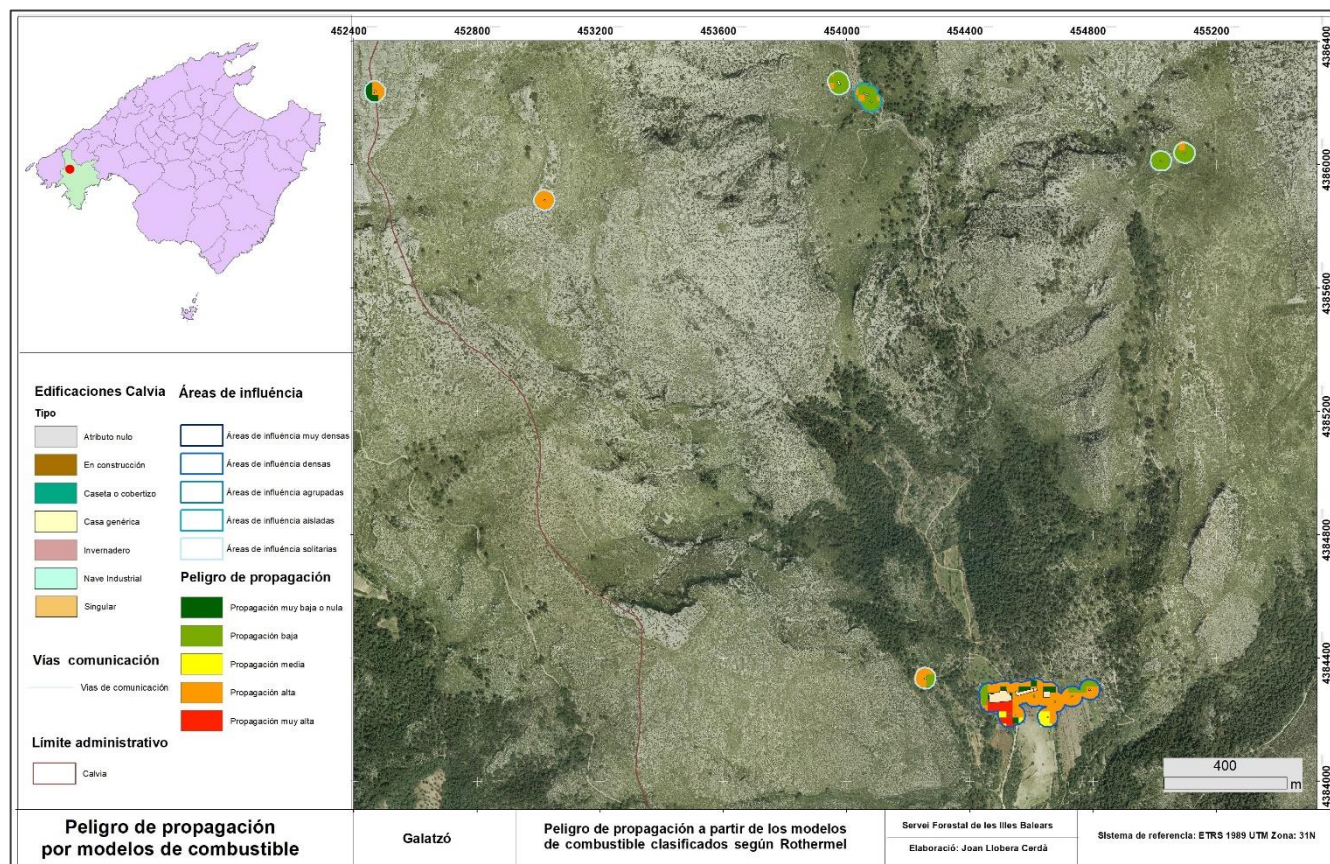 452400 452800 453200 453600 454000 454400 454800 455200
4386400
4386000
4385600
4385200
4384800
4384400
4384000
Edificaciones Calvia
Tipo
Atributo nulo
En construcción
Caseta o cobertizo
Casa genérica
Invernadero
Nave Industrial
Singular
Vías comunicación
Vias de comunicación
Límite administrativo
Calvia
Áreas de influéncia
Áreas de influéncia muy densas
Áreas de influéncia densas
Áreas de influéncia agrupadas
Áreas de influéncia aisladas
Áreas de influéncia solitarias
Peligro de propagación
Propagación muy baja o nula
Propagación baja
Propagación media
Propagación alta
Propagación muy alta
400
m
Peligro de propagación
por modelos de combustible
Galatzó
Peligro de propagación a partir de los modelos
de combustible clasificados según Rothermel
Servei Forestal de les Illes Balears
Elaboració: Joan Llobera Cerdà
Sistema de referencia: ETRS 1989 UTM Zona: 31N